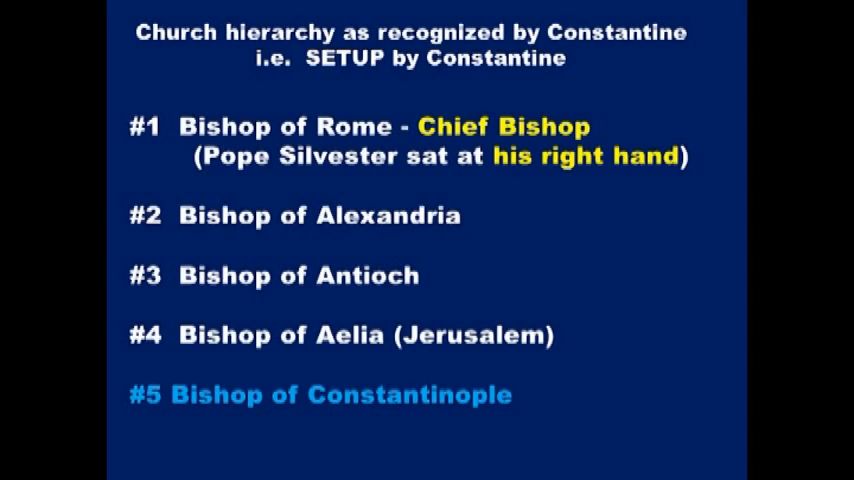 Church hierarchy as recognized by Constantine
i.e. SETUP by Constantine
#1 Bishop of Rome - Chief Bishop
(Pope Silvester sat at his right hand)
#2 Bishop of Alexandria
#3 Bishop of Antioch
#4 Bishop of Aelia (Jerusalem)
#5 Bishop of Constantinople